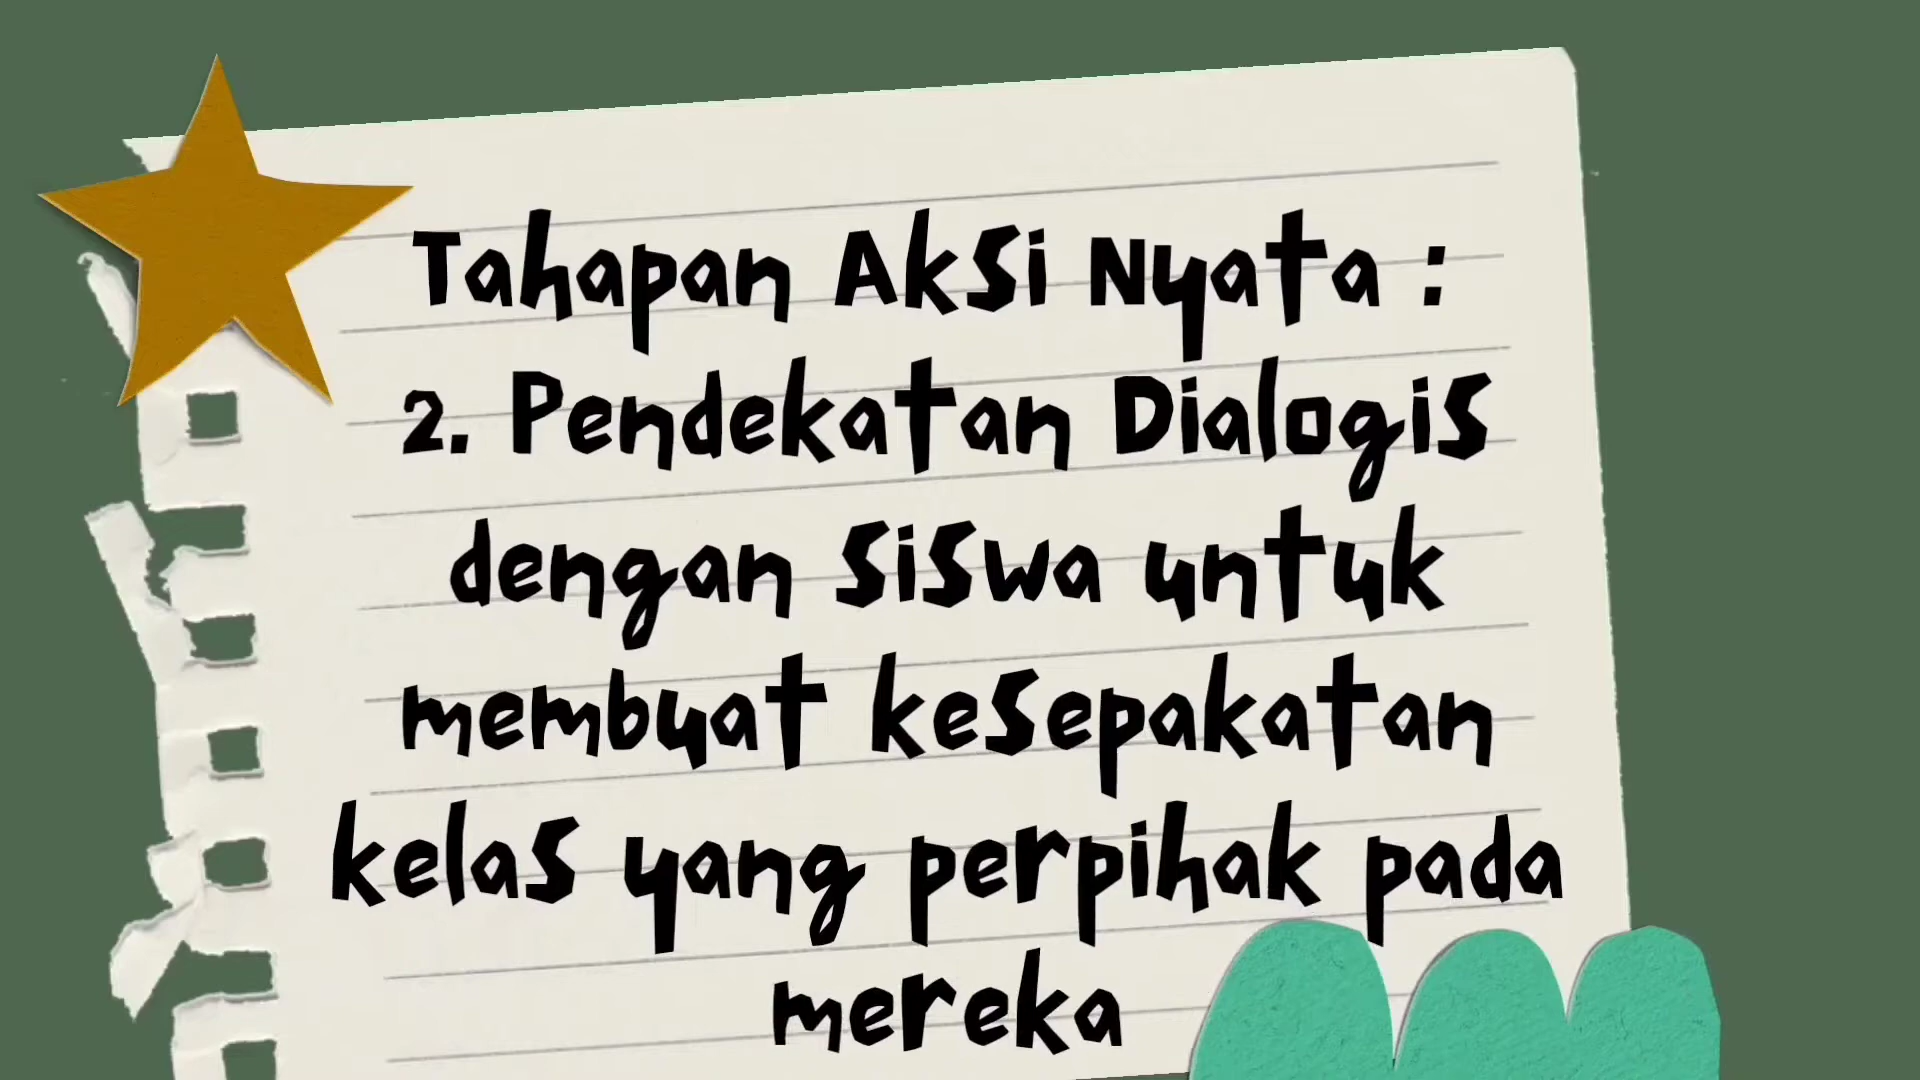 Tahapan Aksi Nyata :
2. Pendekatan Dialogis
dengan siswa untuk
membuat kesepakatan
kelas yang perpihak pada
mereka